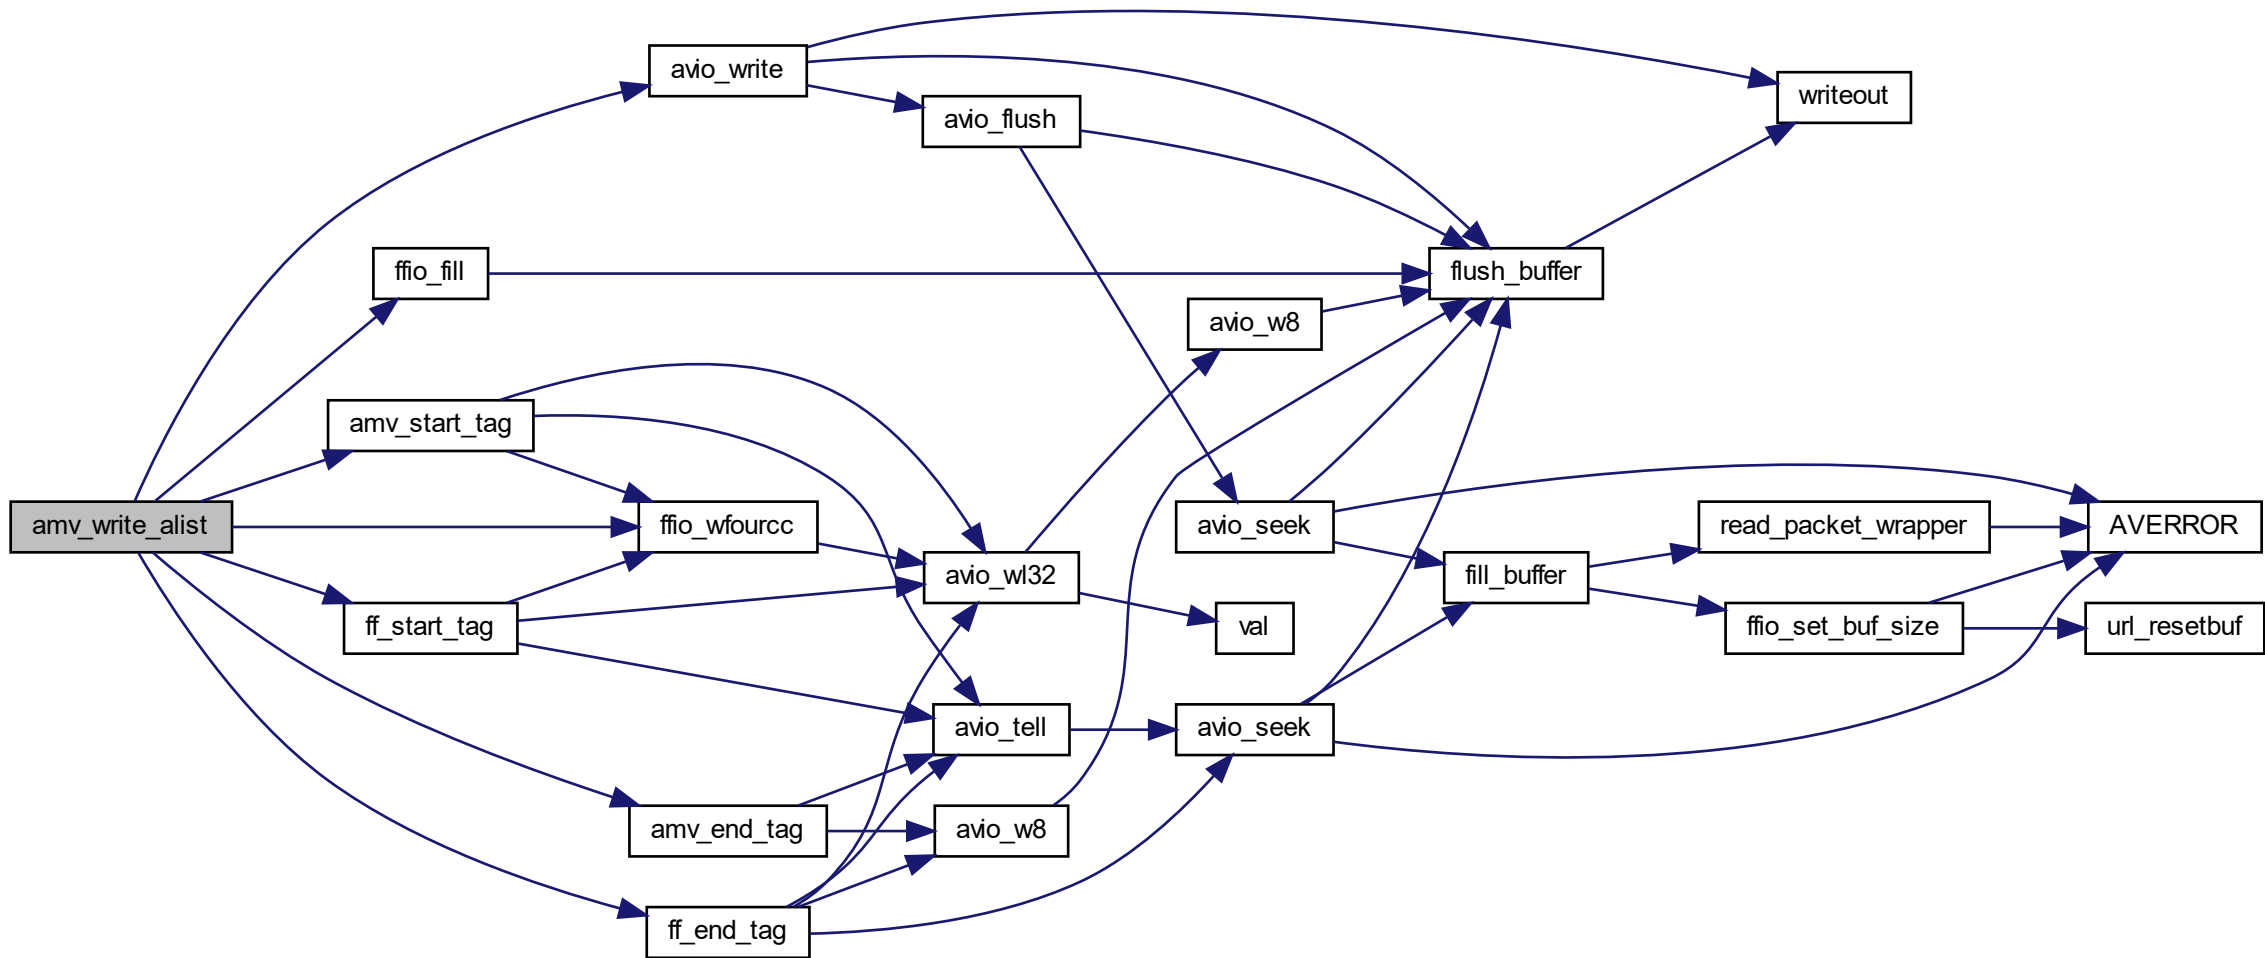 avio_write
writeout
avio_flush
ffio_fill
flush_buffer
avio_w8
amv_start_tag
amv_write_alist
ffio_wfourcc
avio_seek
read_packet_wrapper
AVERROR
avio_wl32
fill_buffer
ff_start_tag
val
ffio_set_buf_size
url_resetbuf
avio_tell
avio_seek
amv_end_tag
avio_w8
ff_end_tag